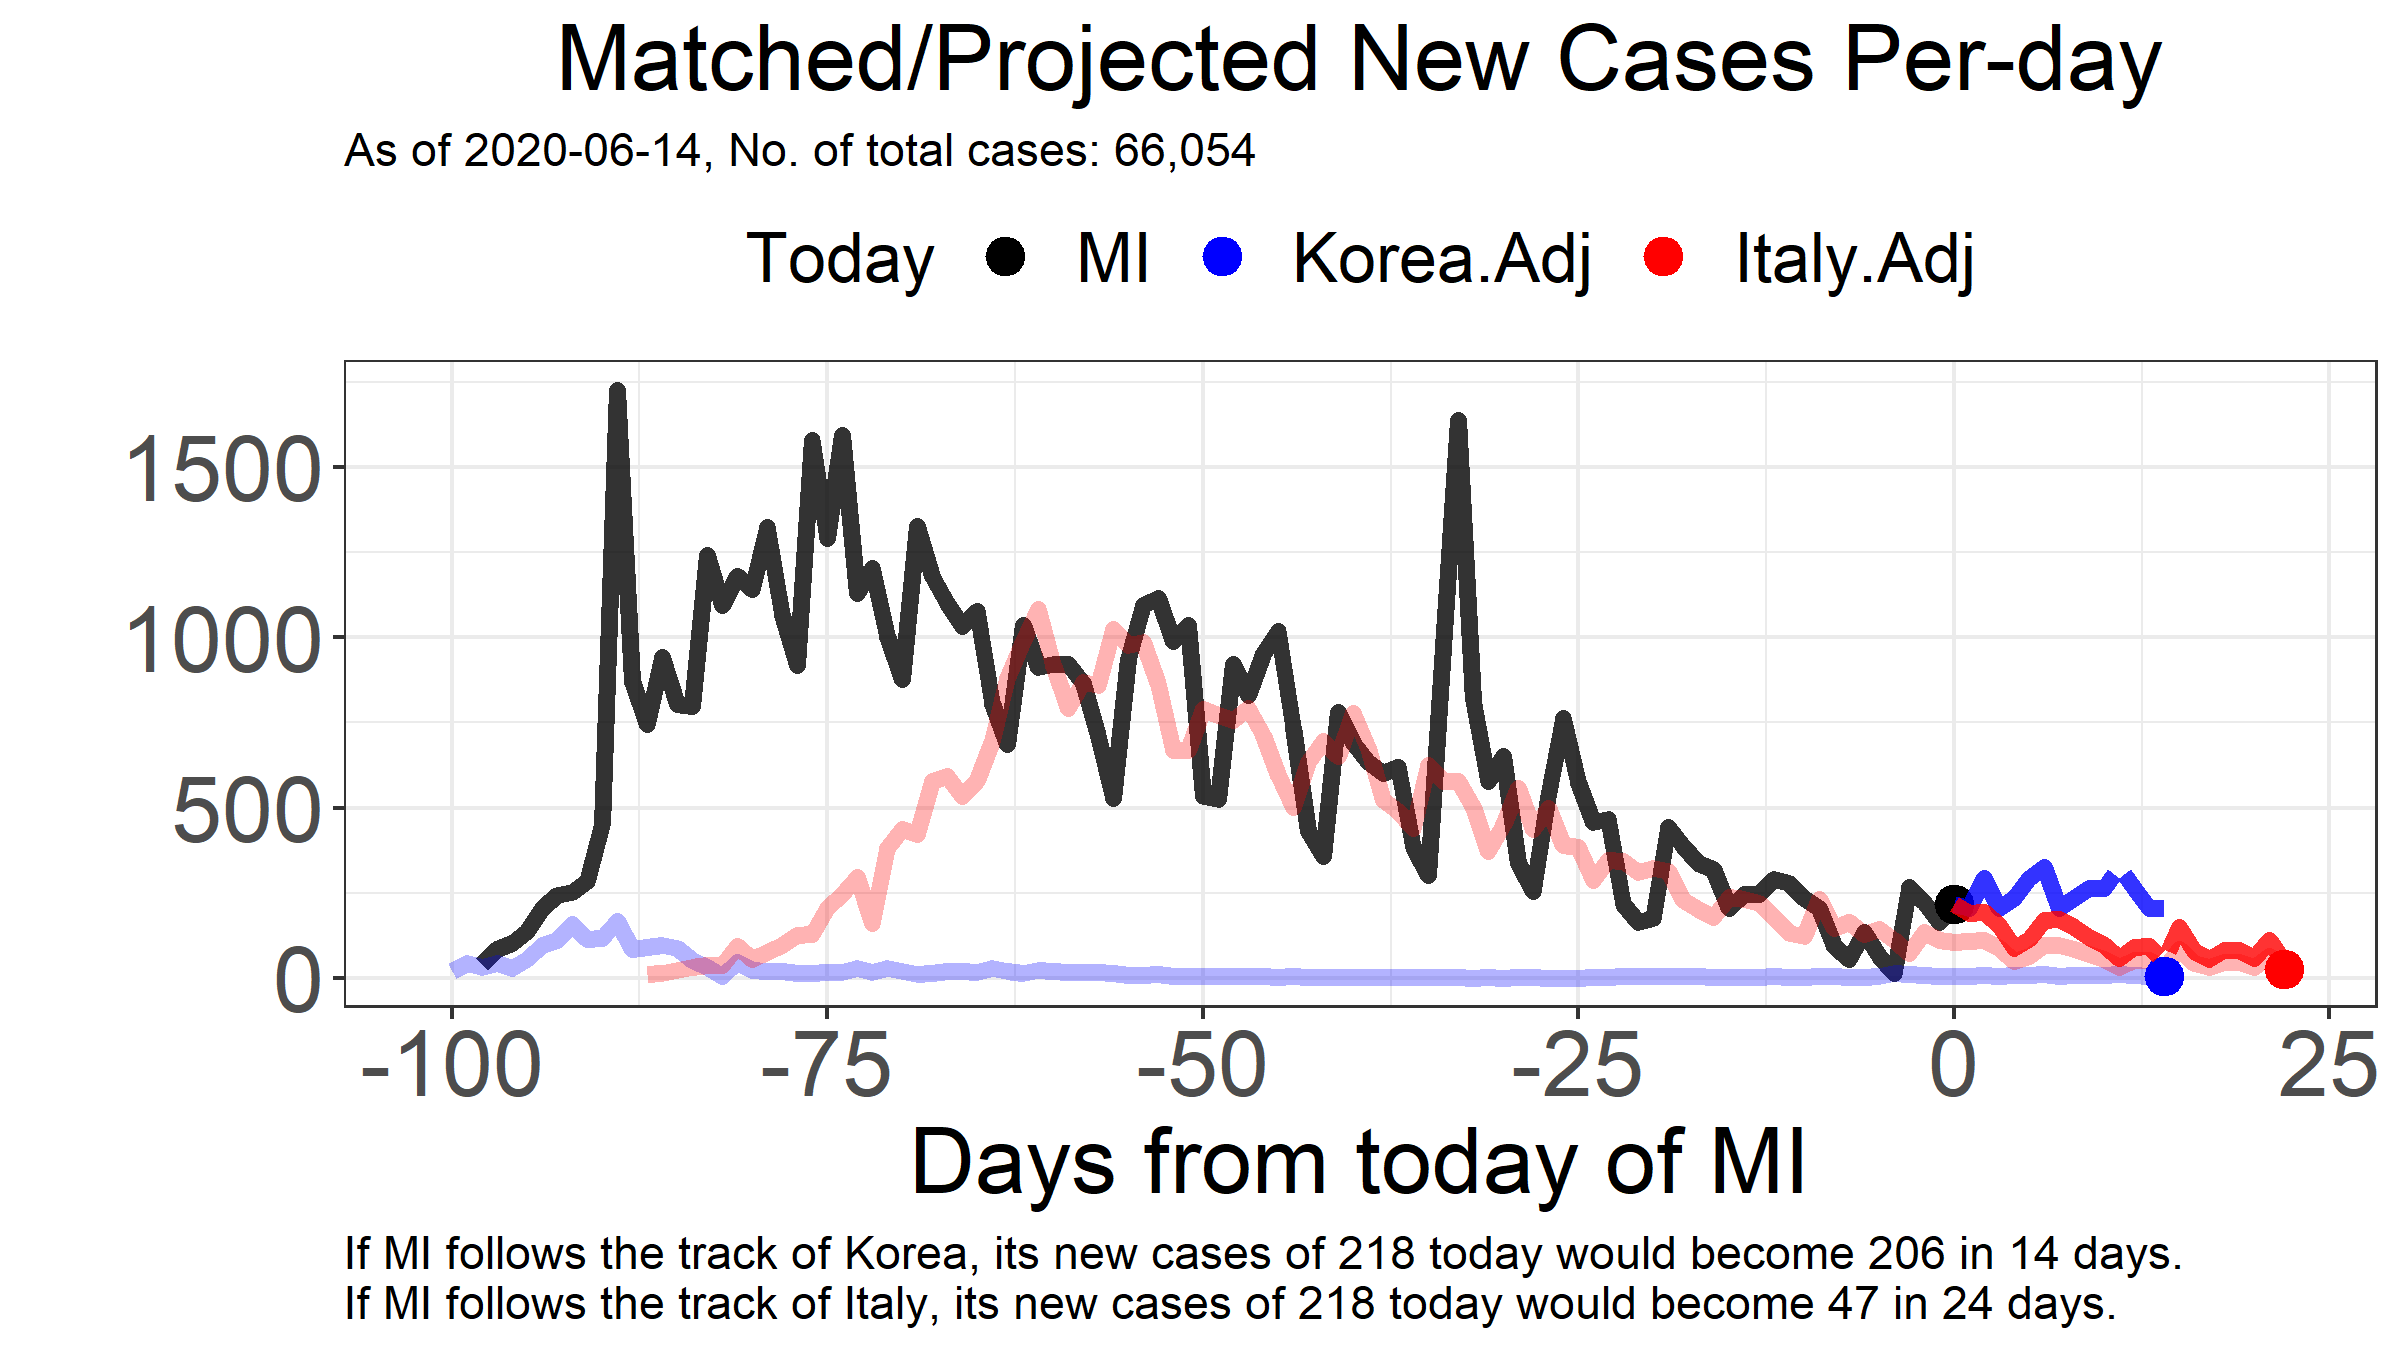 Matched/Projected New Cases Per-day
As of 2020-06-14, No. of total cases: 66,054
Today MI Korea.Adj Italy.Adj
1500
1000
500
0
-100 -75 -50 -25 0 25
Days from today of MI
If MI follows the track of Korea, its new cases of 218 today would become 206 in 14 days.
If MI follows the track of Italy, its new cases of 218 today would become 47 in 24 days.